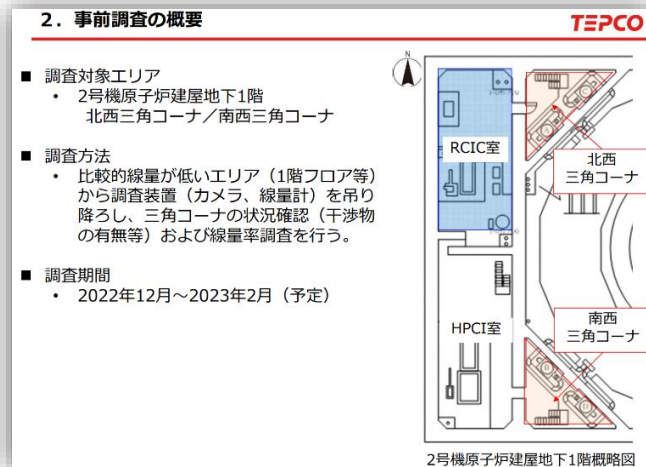 2. 事前調査の概要
TEPCO
■ 調査対象エリア
• 2号機原子炉建屋地下1階
北西三角コーナ／南西三角コーナ
■ 調査方法
• 比較的線量が低いエリア（1階フロア等）
から調査装置（カメラ、線量計）を吊り
降ろし、三角コーナの状況確認（干渉物
の有無等）および線量率調査を行う。
■ 調査期間
• 2022年12月～2023年2月（予定）
N
RCIC室
北西
三角コーナ
HPCI室
南西
三角コーナ
2号機原子炉建屋地下1階概略図